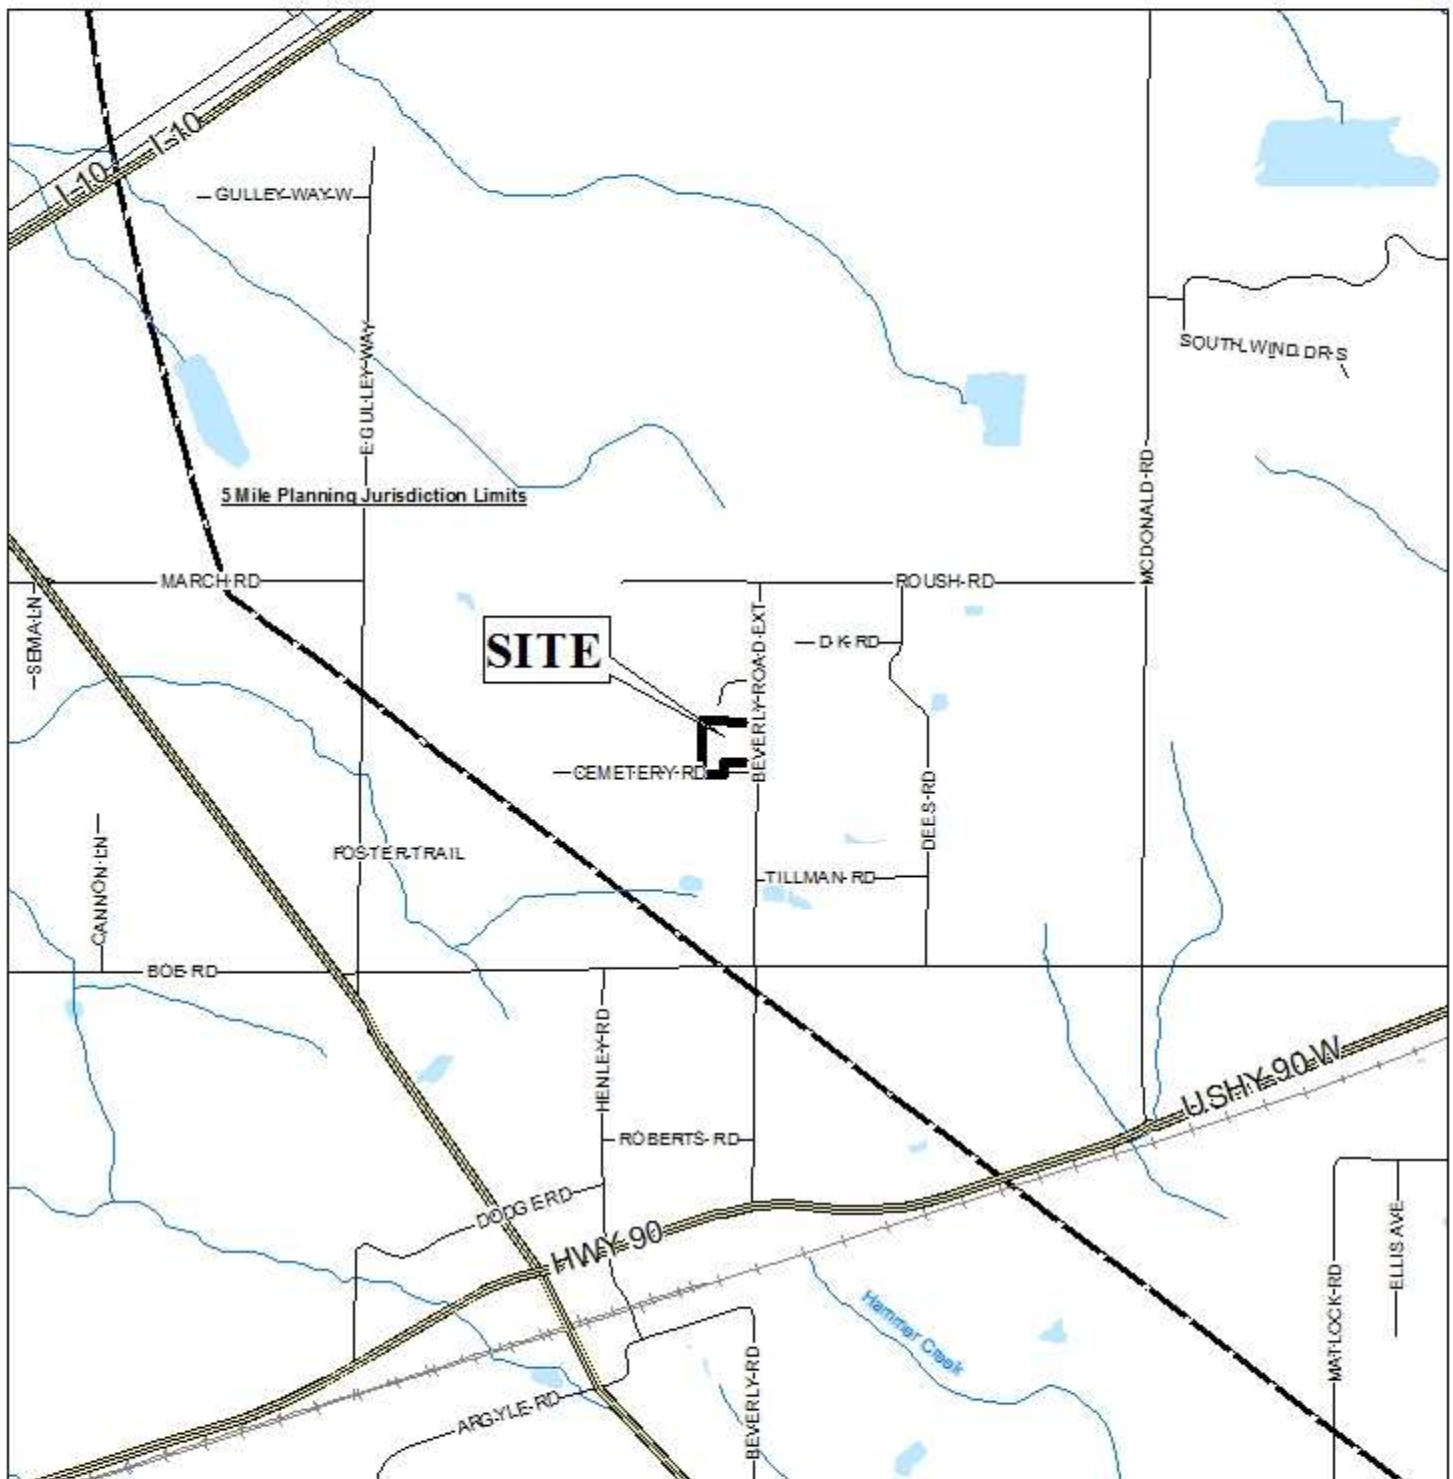 I-10
I-10
GULLEY-WAY-W
E-GULLEY-WAY
SOUTH WIND DR-S
5 Mile Planning Jurisdiction Limits
MCDONALD-RD
MARCH-RD
ROUSH-RD
SEMA-LN
SITE
D-K-RD
BEVERLY-ROAD-EXT
CEMETERY-RD
DEES-RD
CANNON-LN
FOSTER-TRAIL
TILLMAN-RD
BOE-RD
HENLEY-RD
USHY-90-W
ROBERTS-RD
DODGE RD
HWY-90
ELLIS AVE
MATLOCK-RD
Hammer Creek
BEVERLY-RD
ARGYLE-RD